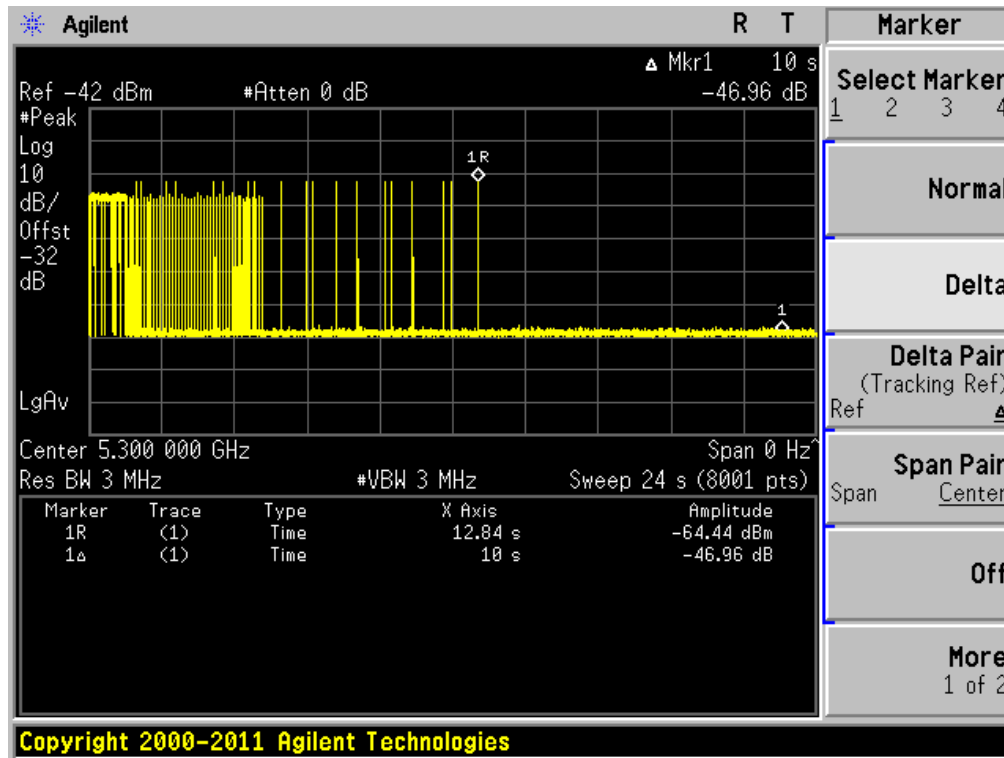 Agilent R T
Marker
Δ Mkr1 10 s
Ref -42 dBm #Atten 0 dB -46.96 dB
#Peak
Log
10
dB/
Offst
-32
dB
1R
1
LgAv
Center 5.300 000 GHz Span 0 Hz^
Res BW 3 MHz #VBW 3 MHz Sweep 24 s (8001 pts)
Marker Trace Type X Axis Amplitude
1R (1) Time 12.84 s -64.44 dBm
1Δ (1) Time 10 s -46.96 dB
Select Marker
1 2 3 4
Normal
Delta
Delta Pair
(Tracking Ref)
Ref Δ
Span Pair
Span Center
Off
More
1 of 2
Copyright 2000-2011 Agilent Technologies